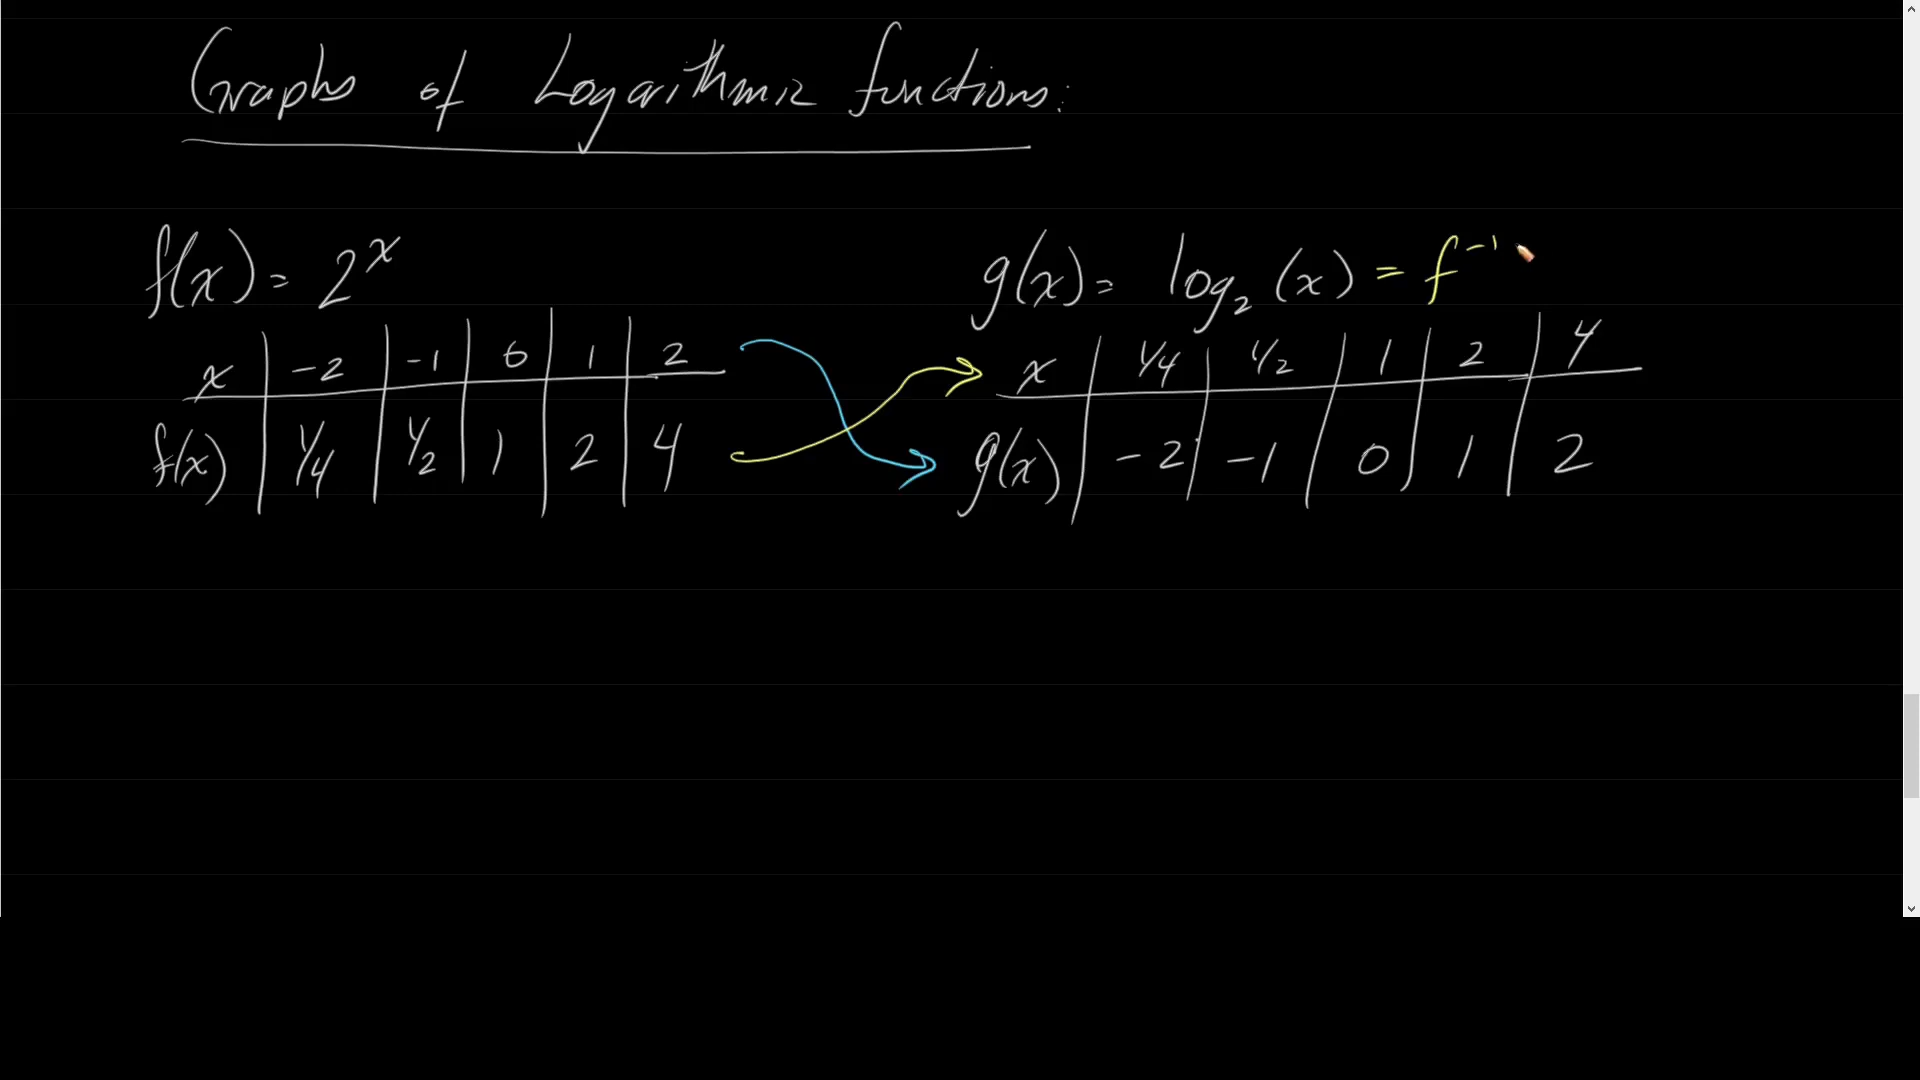 Graphs of Logarithmic functions:
f(x) = 2^x
g(x) = log_2 (x) = f^-1
x | -2 | -1 | 0 | 1 | 2
f(x) | 1/4 | 1/2 | 1 | 2 | 4
x | 1/4 | 1/2 | 1 | 2 | 4
g(x) | -2 | -1 | 0 | 1 | 2